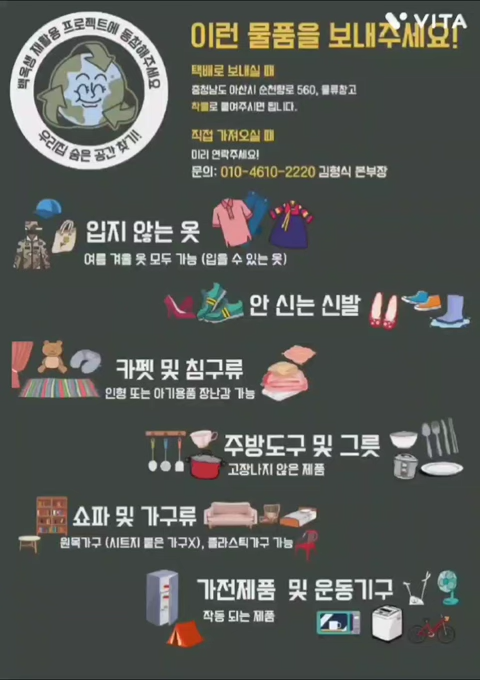 VITA
백옥생 재활용 프로젝트에 동참해주세요
우리집 숨은 공간 찾기!
이런 물품을 보내주세요!
택배로 보내실 때
충청남도 아산시 순천향로 560, 물류창고
착불로 붙여주시면 됩니다.
직접 가져오실 때
미리 연락주세요!
문의: 010-4610-2220 김형식 본부장
입지 않는 옷
여름 겨울 옷 모두 가능 (입을 수 있는 옷)
안 신는 신발
카펫 및 침구류
인형 또는 아기용품 장난감 가능
주방도구 및 그릇
고장나지 않은 제품
쇼파 및 가구류
원목가구 (시트지 붙은 가구X), 플라스틱가구 가능
가전제품 및 운동기구
작동 되는 제품